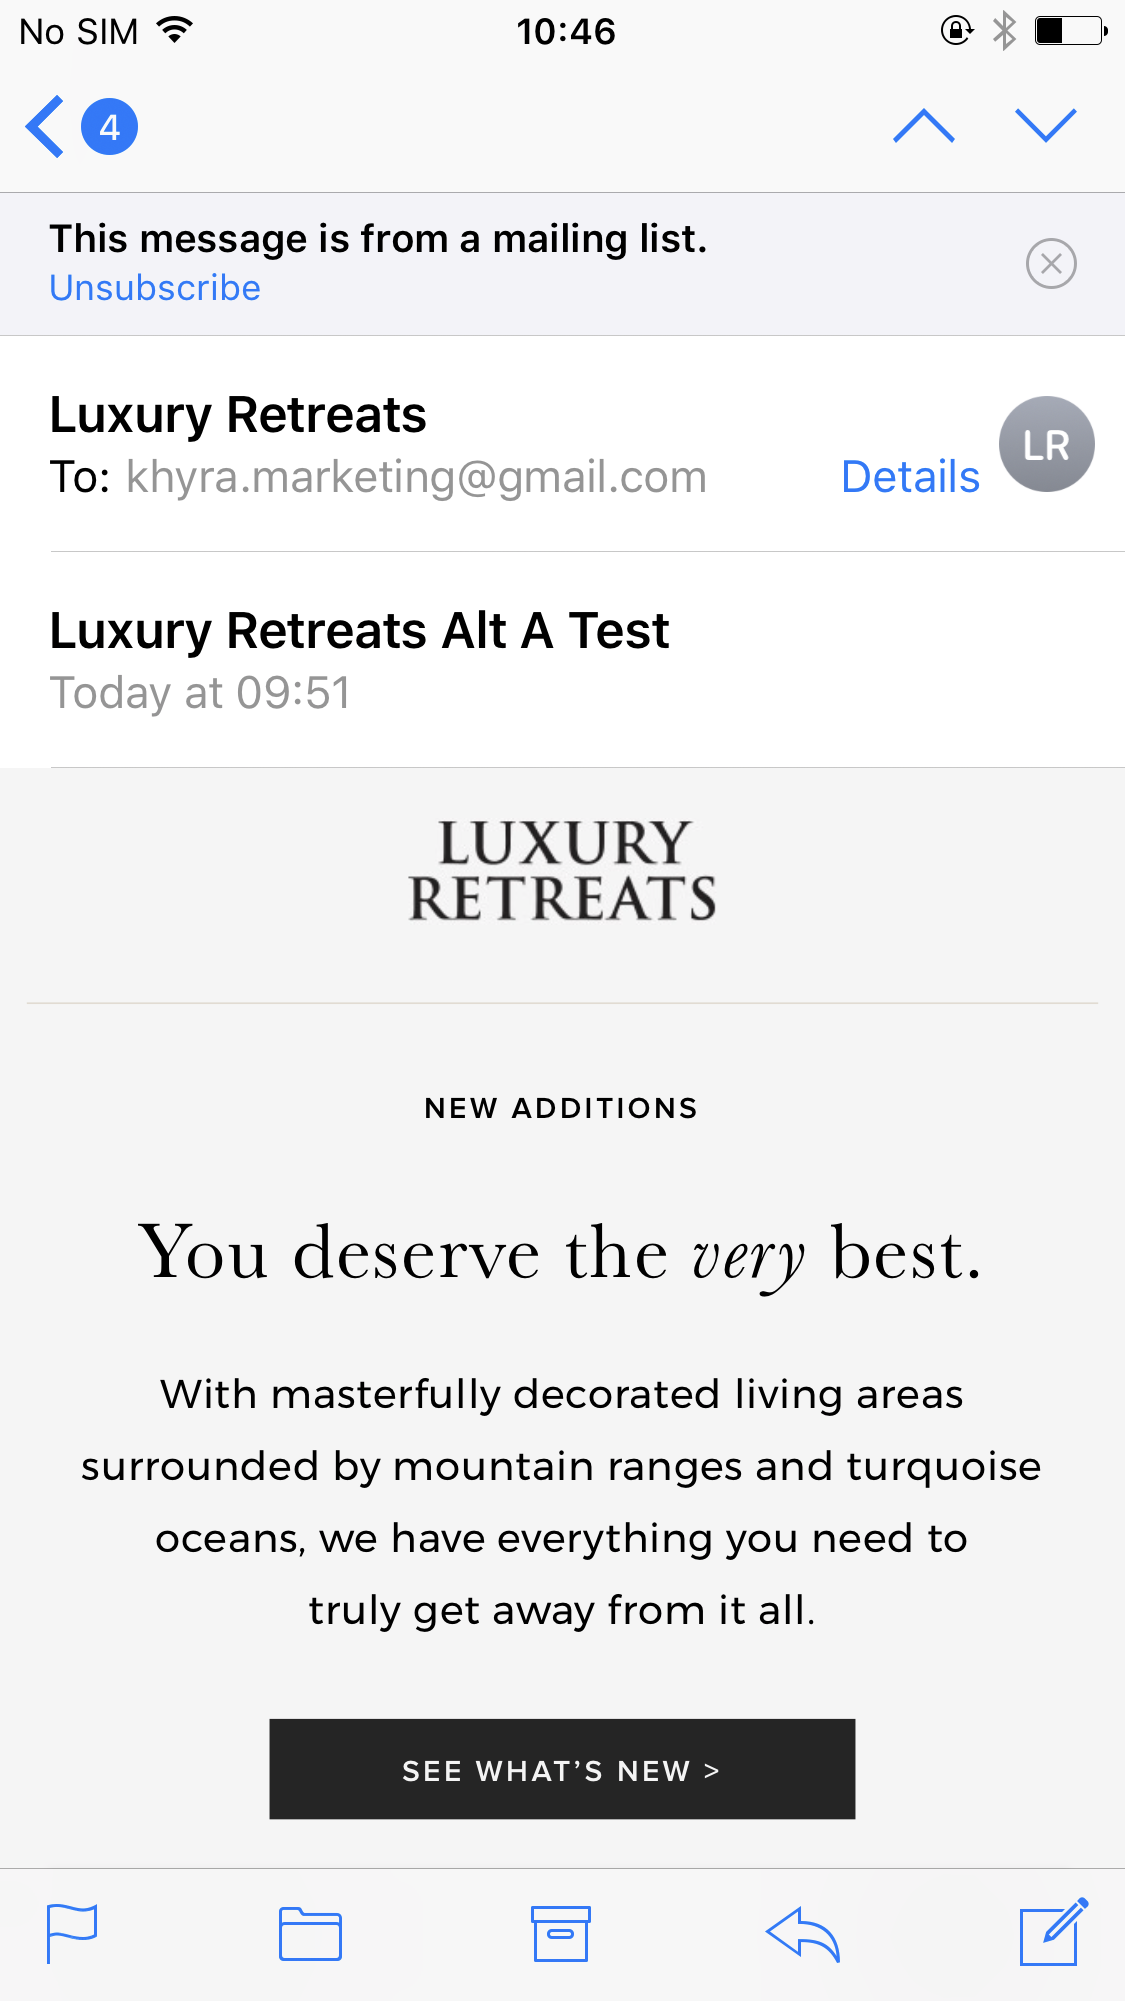 No SIM 10:46
4
This message is from a mailing list.
Unsubscribe
Luxury Retreats
To: khyra.marketing@gmail.com Details LR
Luxury Retreats Alt A Test
Today at 09:51
LUXURY
RETREATS
NEW ADDITIONS
You deserve the very best.
With masterfully decorated living areas
surrounded by mountain ranges and turquoise
oceans, we have everything you need to
truly get away from it all.
SEE WHAT’S NEW >